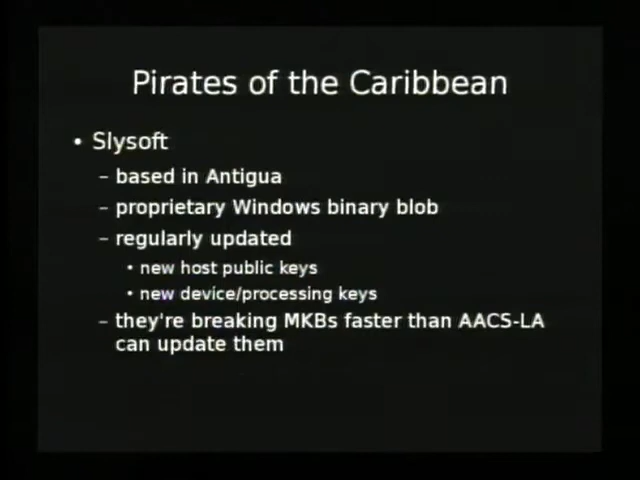 Pirates of the Caribbean
• Slysoft
– based in Antigua
– proprietary Windows binary blob
– regularly updated
• new host public keys
• new device/processing keys
– they're breaking MKBs faster than AACS-LA
can update them